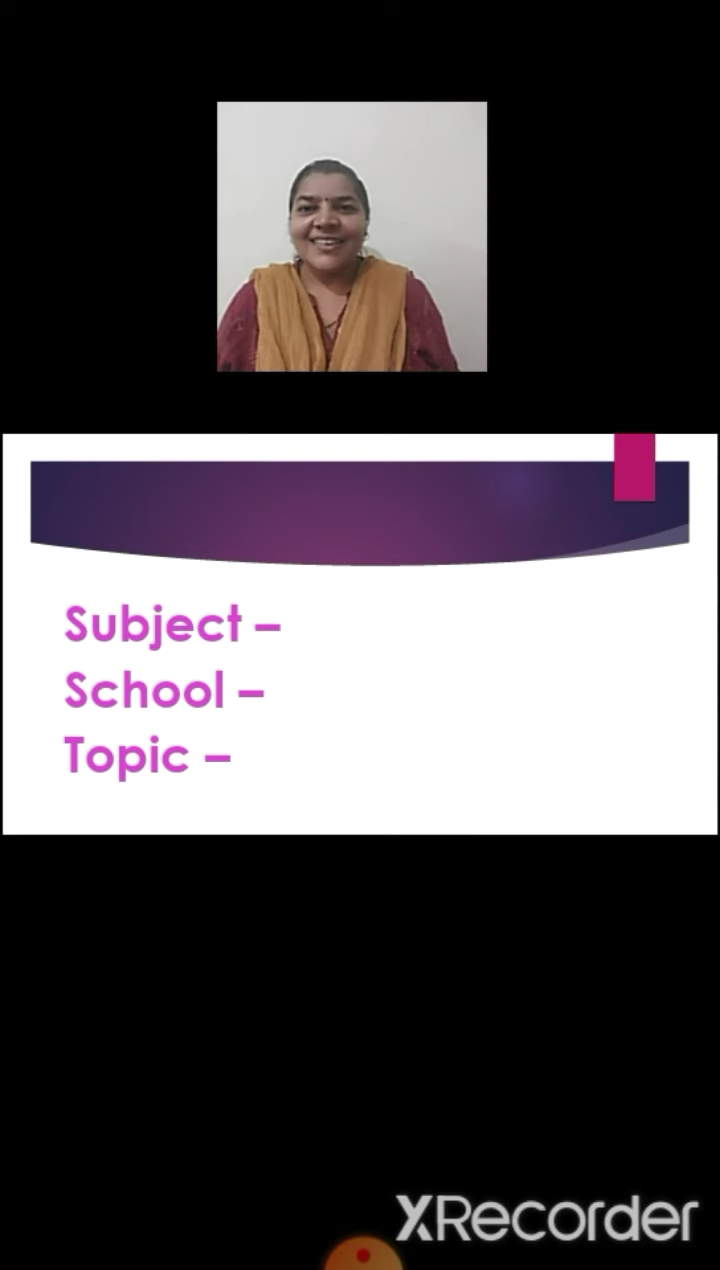 Subject –
School –
Topic –
XRecorder